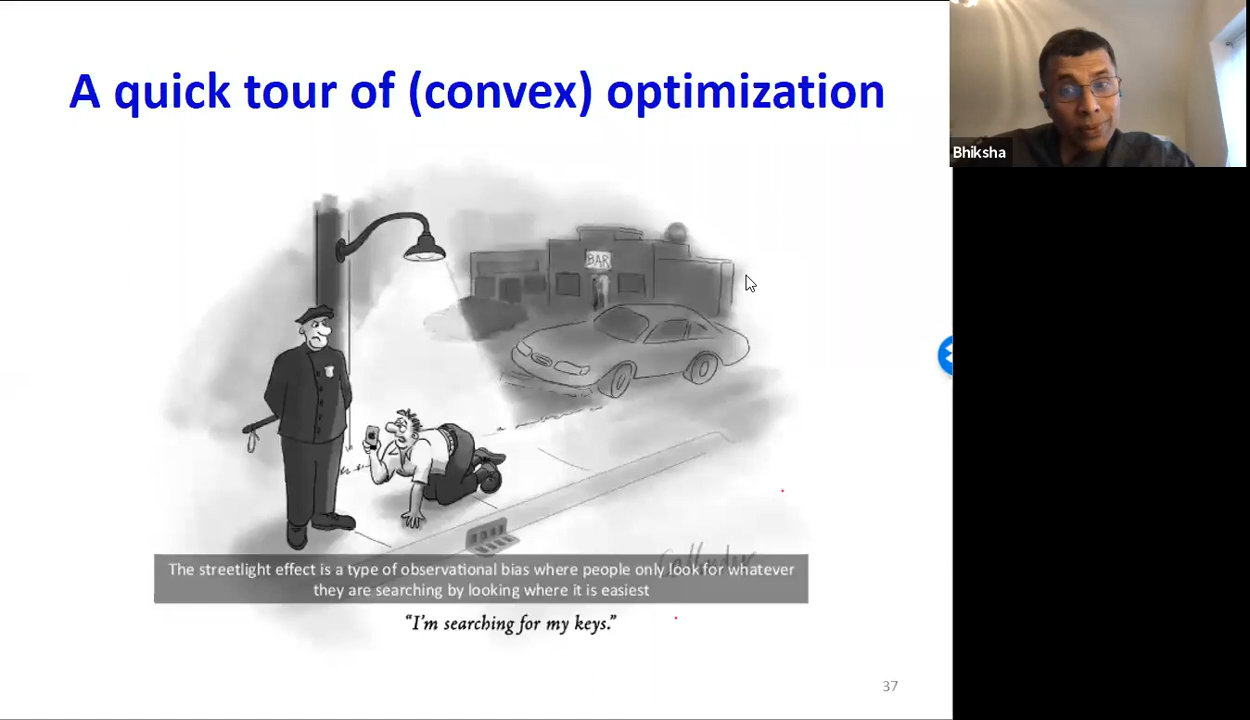 A quick tour of (convex) optimization
Bhiksha
BAR
The streetlight effect is a type of observational bias where people only look for whatever
they are searching by looking where it is easiest
"I'm searching for my keys."
37